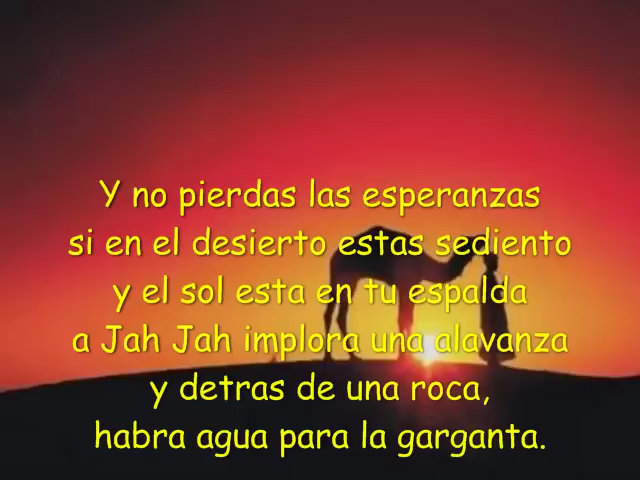 Y no pierdas las esperanzas
si en el desierto estas sediento
y el sol esta en tu espalda
a Jah Jah implora una alavanza
y detras de una roca,
habra agua para la garganta.